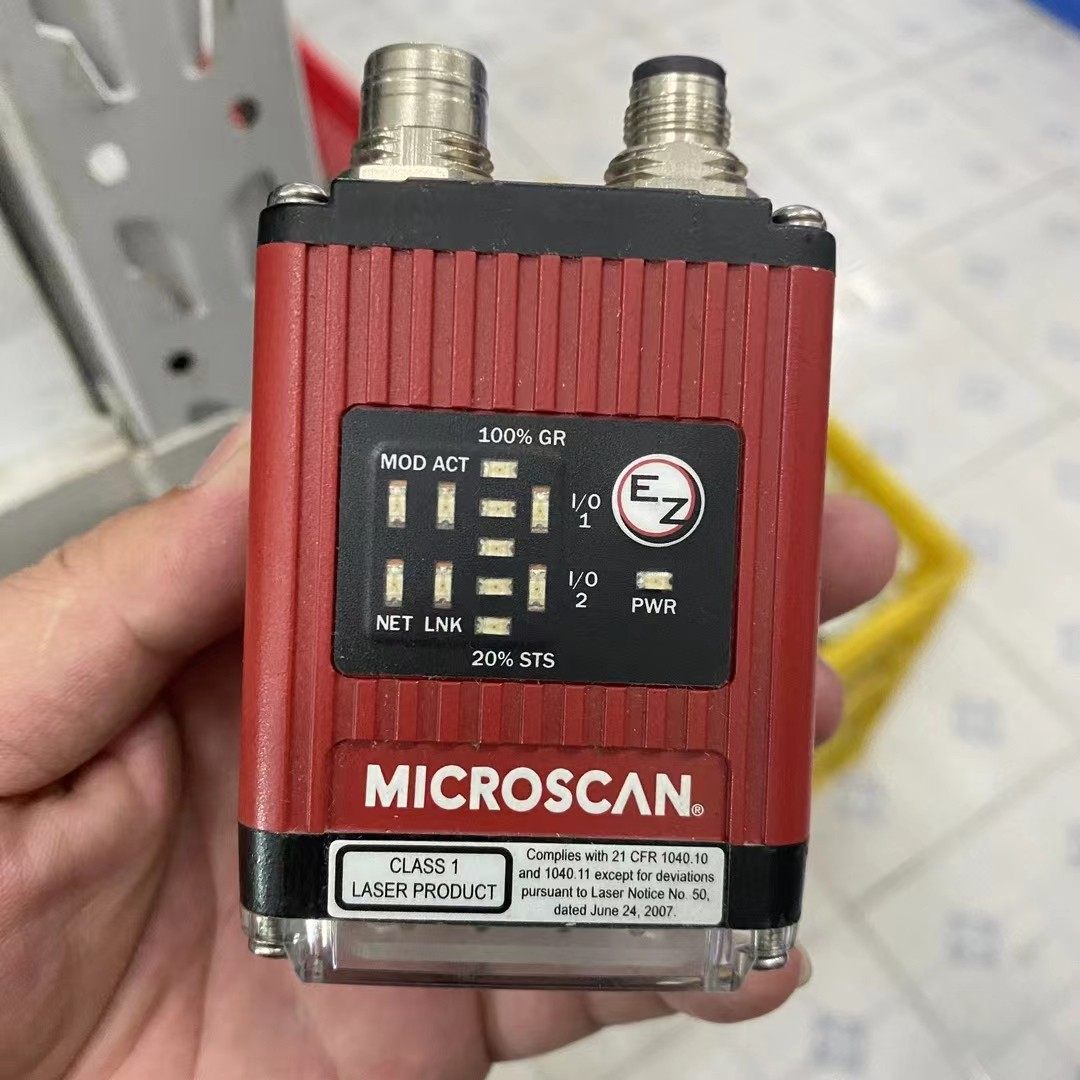 100% GR
MOD ACT
I/O
1
EZ
I/O
2
PWR
NET LNK
20% STS
MICROSCAN®
CLASS 1
LASER PRODUCT
Complies with 21 CFR 1040.10
and 1040.11 except for deviations
pursuant to Laser Notice No. 50,
dated June 24, 2007.